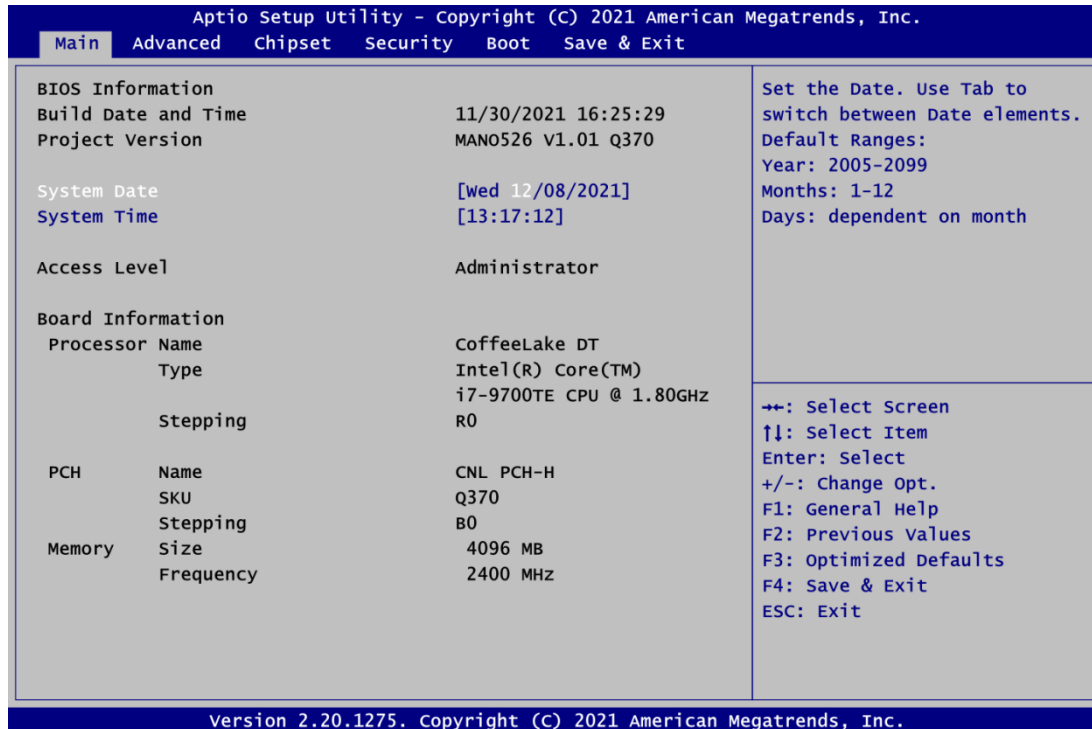 Aptio Setup Utility - Copyright (C) 2021 American Megatrends, Inc.
Main Advanced Chipset Security Boot Save & Exit
BIOS Information
Build Date and Time 11/30/2021 16:25:29
Project Version MANO526 V1.01 Q370
System Date [Wed 12/08/2021]
System Time [13:17:12]
Access Level Administrator
Board Information
Processor Name CoffeeLake DT
Type Intel(R) Core(TM)
i7-9700TE CPU @ 1.80GHz
Stepping R0
PCH Name CNL PCH-H
SKU Q370
Stepping B0
Memory Size 4096 MB
Frequency 2400 MHz
Set the Date. Use Tab to
switch between Date elements.
Default Ranges:
Year: 2005-2099
Months: 1-12
Days: dependent on month
→←: Select Screen
↑↓: Select Item
Enter: Select
+/-: Change Opt.
F1: General Help
F2: Previous Values
F3: Optimized Defaults
F4: Save & Exit
ESC: Exit
Version 2.20.1275. Copyright (C) 2021 American Megatrends, Inc.